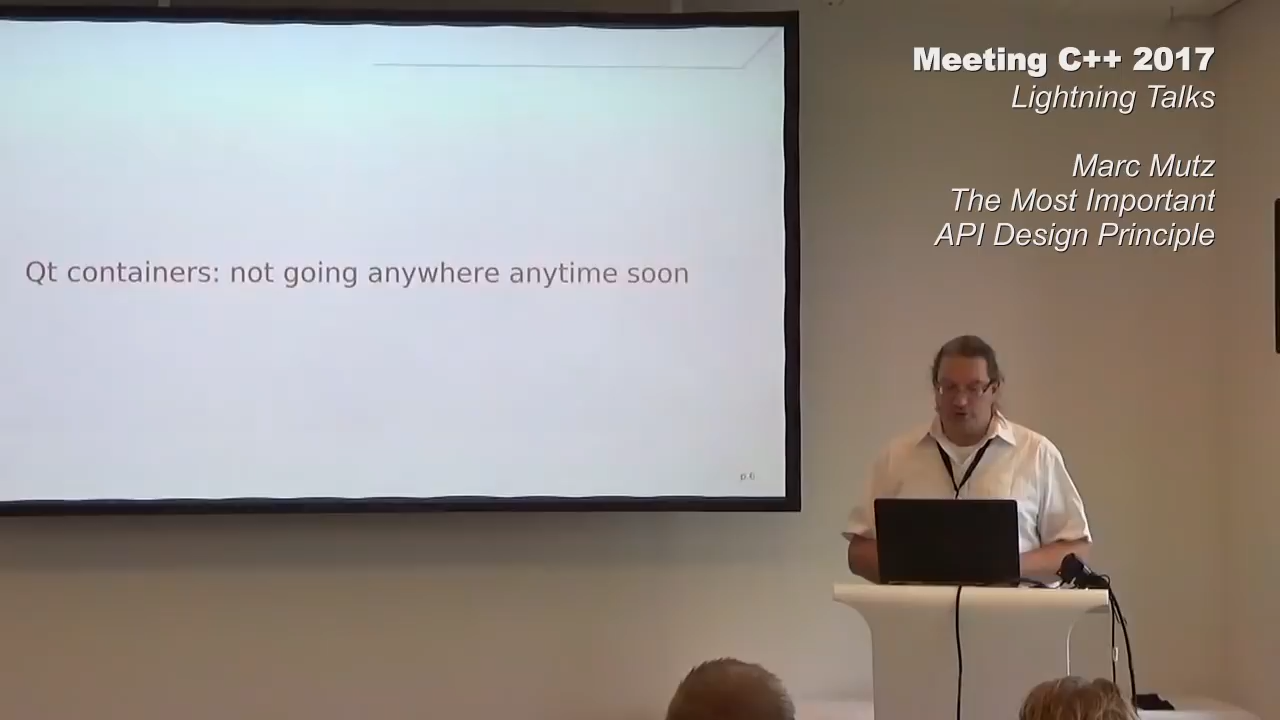 Qt containers: not going anywhere anytime soon
p.6
Meeting C++ 2017
Lightning Talks
Marc Mutz
The Most Important
API Design Principle